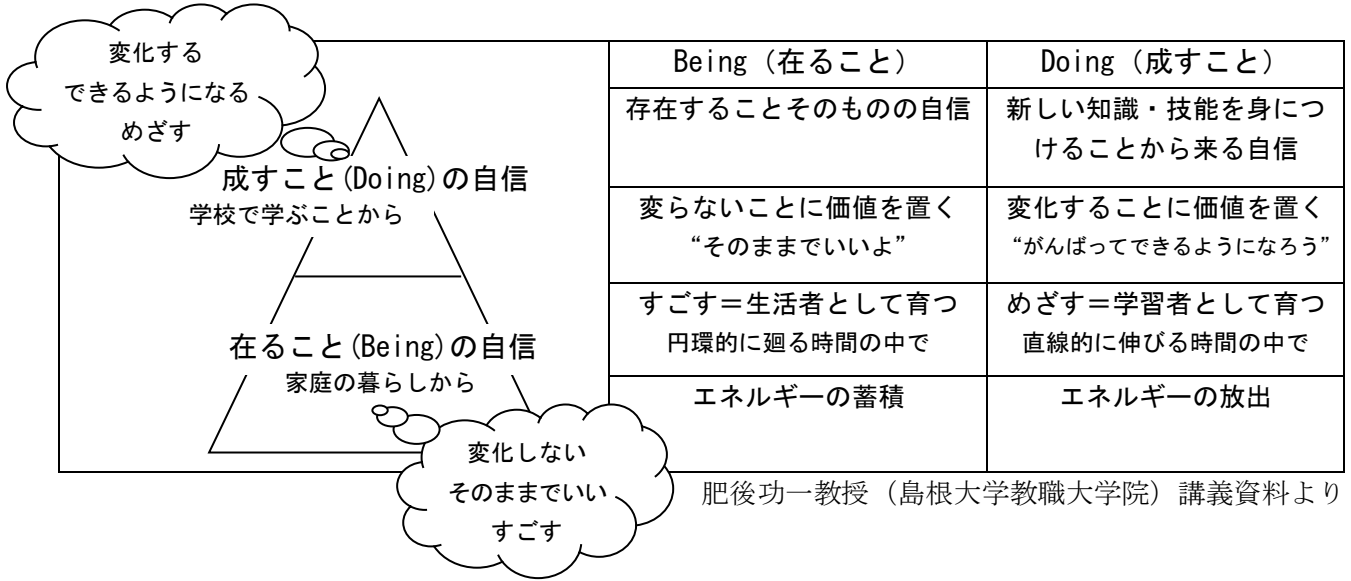 変化する
できるようになる
めざす
成すこと(Doing)の自信
学校で学ぶことから
在ること(Being)の自信
家庭の暮らしから
変化しない
そのままでいい
すごす
Being（在ること）
Doing（成すこと）
存在することそのものの自信
新しい知識・技能を身につ
けることから来る自信
変らないことに価値を置く
“そのままでいいよ”
変化することに価値を置く
“がんばってできるようになろう”
すごす＝生活者として育つ
円環的に廻る時間の中で
めざす＝学習者として育つ
直線的に伸びる時間の中で
エネルギーの蓄積
エネルギーの放出
肥後功一教授（島根大学教職大学院）講義資料より